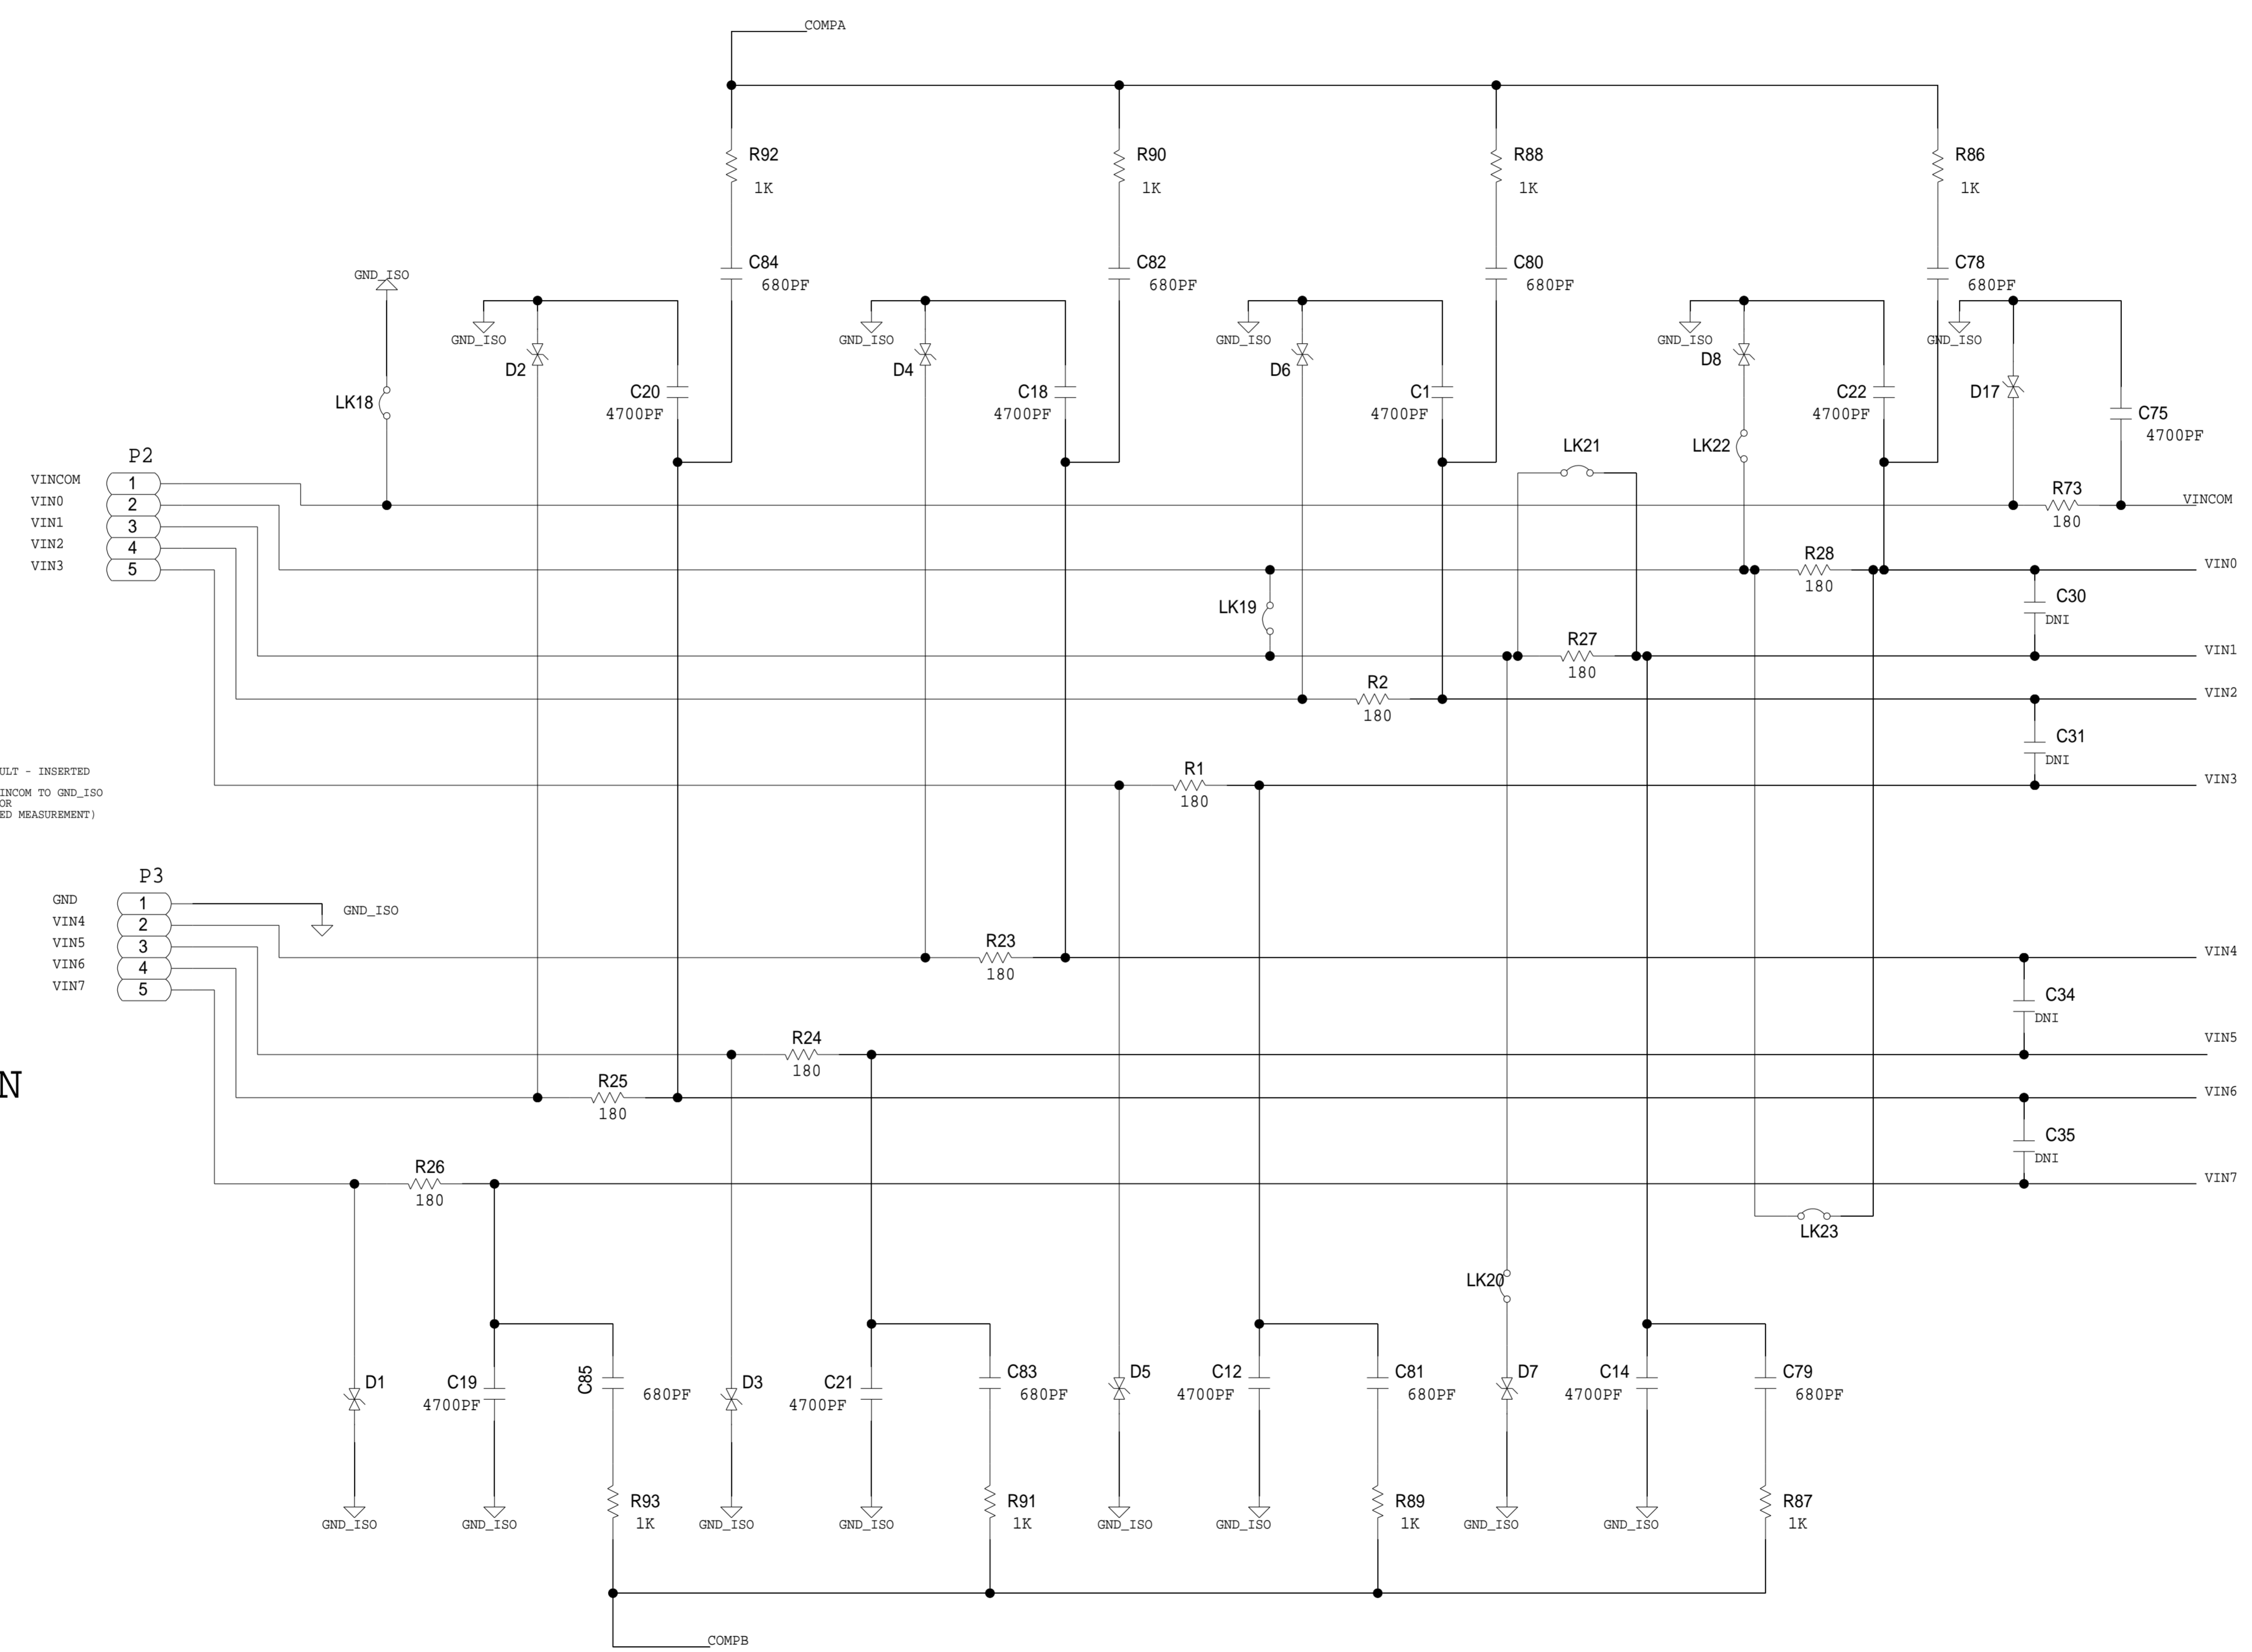 COMPA
R92
1K
R90
1K
R88
1K
R86
1K
C84
680PF
C82
680PF
C80
680PF
C78
680PF
GND_ISO
LK18
GND_ISO
D2
C20
4700PF
GND_ISO
D4
C18
4700PF
GND_ISO
D6
C1
4700PF
GND_ISO
D8
C22
4700PF
GND_ISO
D17
C75
4700PF
LK21
LK22
P2
VINCOM 1
VIN0 2
VIN1 3
VIN2 4
VIN3 5
R73
180
VINCOM
R28
180
VIN0
LK19
C30
DNI
R27
180
VIN1
R2
180
VIN2
C31
DNI
R1
180
VIN3
ULT - INSERTED
INCOM TO GND_ISO
OR
ED MEASUREMENT)
P3
GND 1
VIN4 2
VIN5 3
VIN6 4
VIN7 5
GND_ISO
R23
180
VIN4
C34
DNI
R24
180
VIN5
N
R25
180
VIN6
C35
DNI
R26
180
VIN7
LK23
LK20
D1
C19
4700PF
C85
680PF
D3
C21
4700PF
C83
680PF
D5
C12
4700PF
C81
680PF
D7
C14
4700PF
C79
680PF
R93
1K
R91
1K
R89
1K
R87
1K
GND_ISO
GND_ISO
GND_ISO
GND_ISO
GND_ISO
GND_ISO
GND_ISO
GND_ISO
COMPB